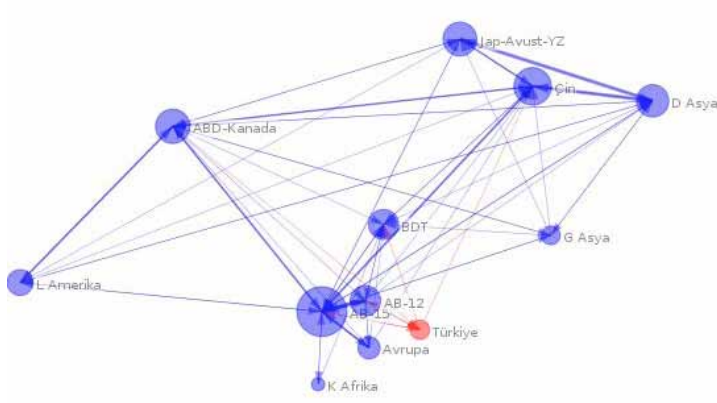 Jap-Avust-YZ
Çin
D Asya
ABD-Kanada
BDT
G Asya
L Amerika
AB-12
AB-15
Türkiye
Avrupa
K Afrika